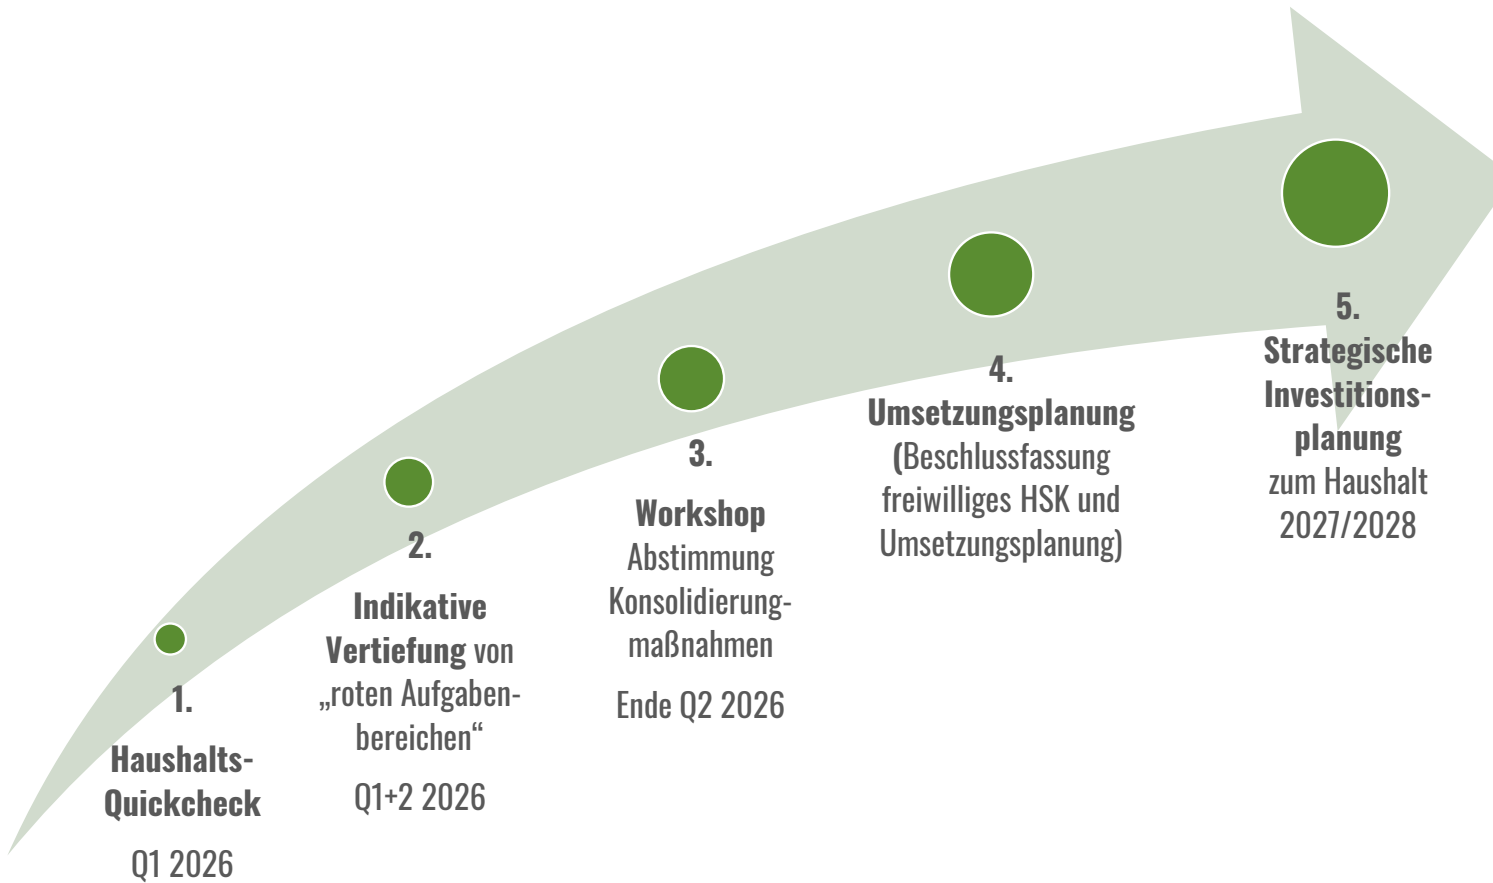 1.
Haushalts-
Quickcheck
Q1 2026
2.
Indikative
Vertiefung von
„roten Aufgaben-
bereichen“
Q1+2 2026
3.
Workshop
Abstimmung
Konsolidierung-
maßnahmen
Ende Q2 2026
4.
Umsetzungsplanung
(Beschlussfassung
freiwilliges HSK und
Umsetzungsplanung)
5.
Strategische
Investitions-
planung
zum Haushalt
2027/2028